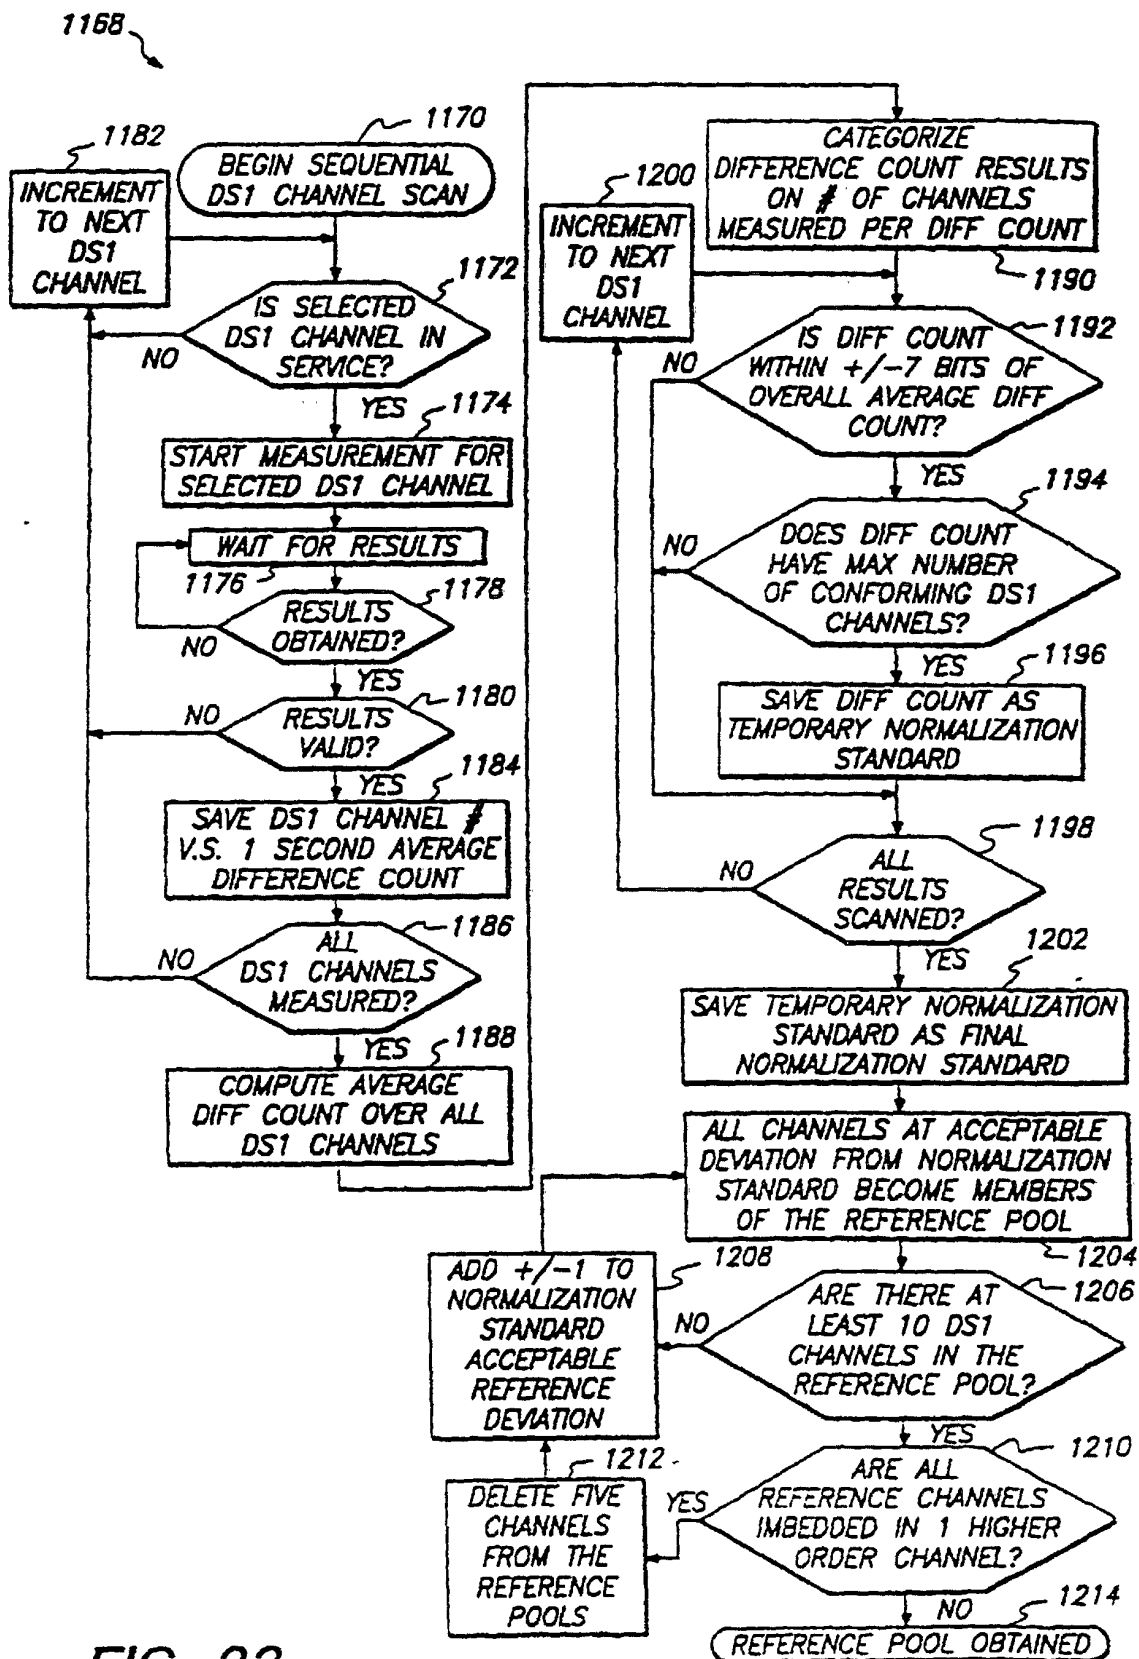 1168
1170
BEGIN SEQUENTIAL
DS1 CHANNEL SCAN
1182
INCREMENT
TO NEXT
DS1
CHANNEL
1172
IS SELECTED
DS1 CHANNEL IN
SERVICE?
NO
YES
1174
START MEASUREMENT FOR
SELECTED DS1 CHANNEL
WAIT FOR RESULTS
1176
1178
RESULTS
OBTAINED?
NO
YES
1180
RESULTS
VALID?
NO
YES
1184
SAVE DS1 CHANNEL #
V.S. 1 SECOND AVERAGE
DIFFERENCE COUNT
1186
ALL
DS1 CHANNELS
MEASURED?
NO
YES
1188
COMPUTE AVERAGE
DIFF COUNT OVER ALL
DS1 CHANNELS
CATEGORIZE
DIFFERENCE COUNT RESULTS
ON # OF CHANNELS
MEASURED PER DIFF COUNT
1190
1200
INCREMENT
TO NEXT
DS1
CHANNEL
1192
IS DIFF COUNT
WITHIN +/-7 BITS OF
OVERALL AVERAGE DIFF
COUNT?
NO
YES
1194
DOES DIFF COUNT
HAVE MAX NUMBER
OF CONFORMING DS1
CHANNELS?
NO
YES
1196
SAVE DIFF COUNT AS
TEMPORARY NORMALIZATION
STANDARD
1198
ALL
RESULTS
SCANNED?
NO
YES
1202
SAVE TEMPORARY NORMALIZATION
STANDARD AS FINAL
NORMALIZATION STANDARD
ALL CHANNELS AT ACCEPTABLE
DEVIATION FROM NORMALIZATION
STANDARD BECOME MEMBERS
OF THE REFERENCE POOL
1204
1206
ARE THERE AT
LEAST 10 DS1
CHANNELS IN THE
REFERENCE POOL?
NO
YES
1208
ADD +/-1 TO
NORMALIZATION
STANDARD
ACCEPTABLE
REFERENCE
DEVIATION
1210
ARE ALL
REFERENCE CHANNELS
IMBEDDED IN 1 HIGHER
ORDER CHANNEL?
YES
NO
1212
DELETE FIVE
CHANNELS
FROM THE
REFERENCE
POOLS
1214
REFERENCE POOL OBTAINED